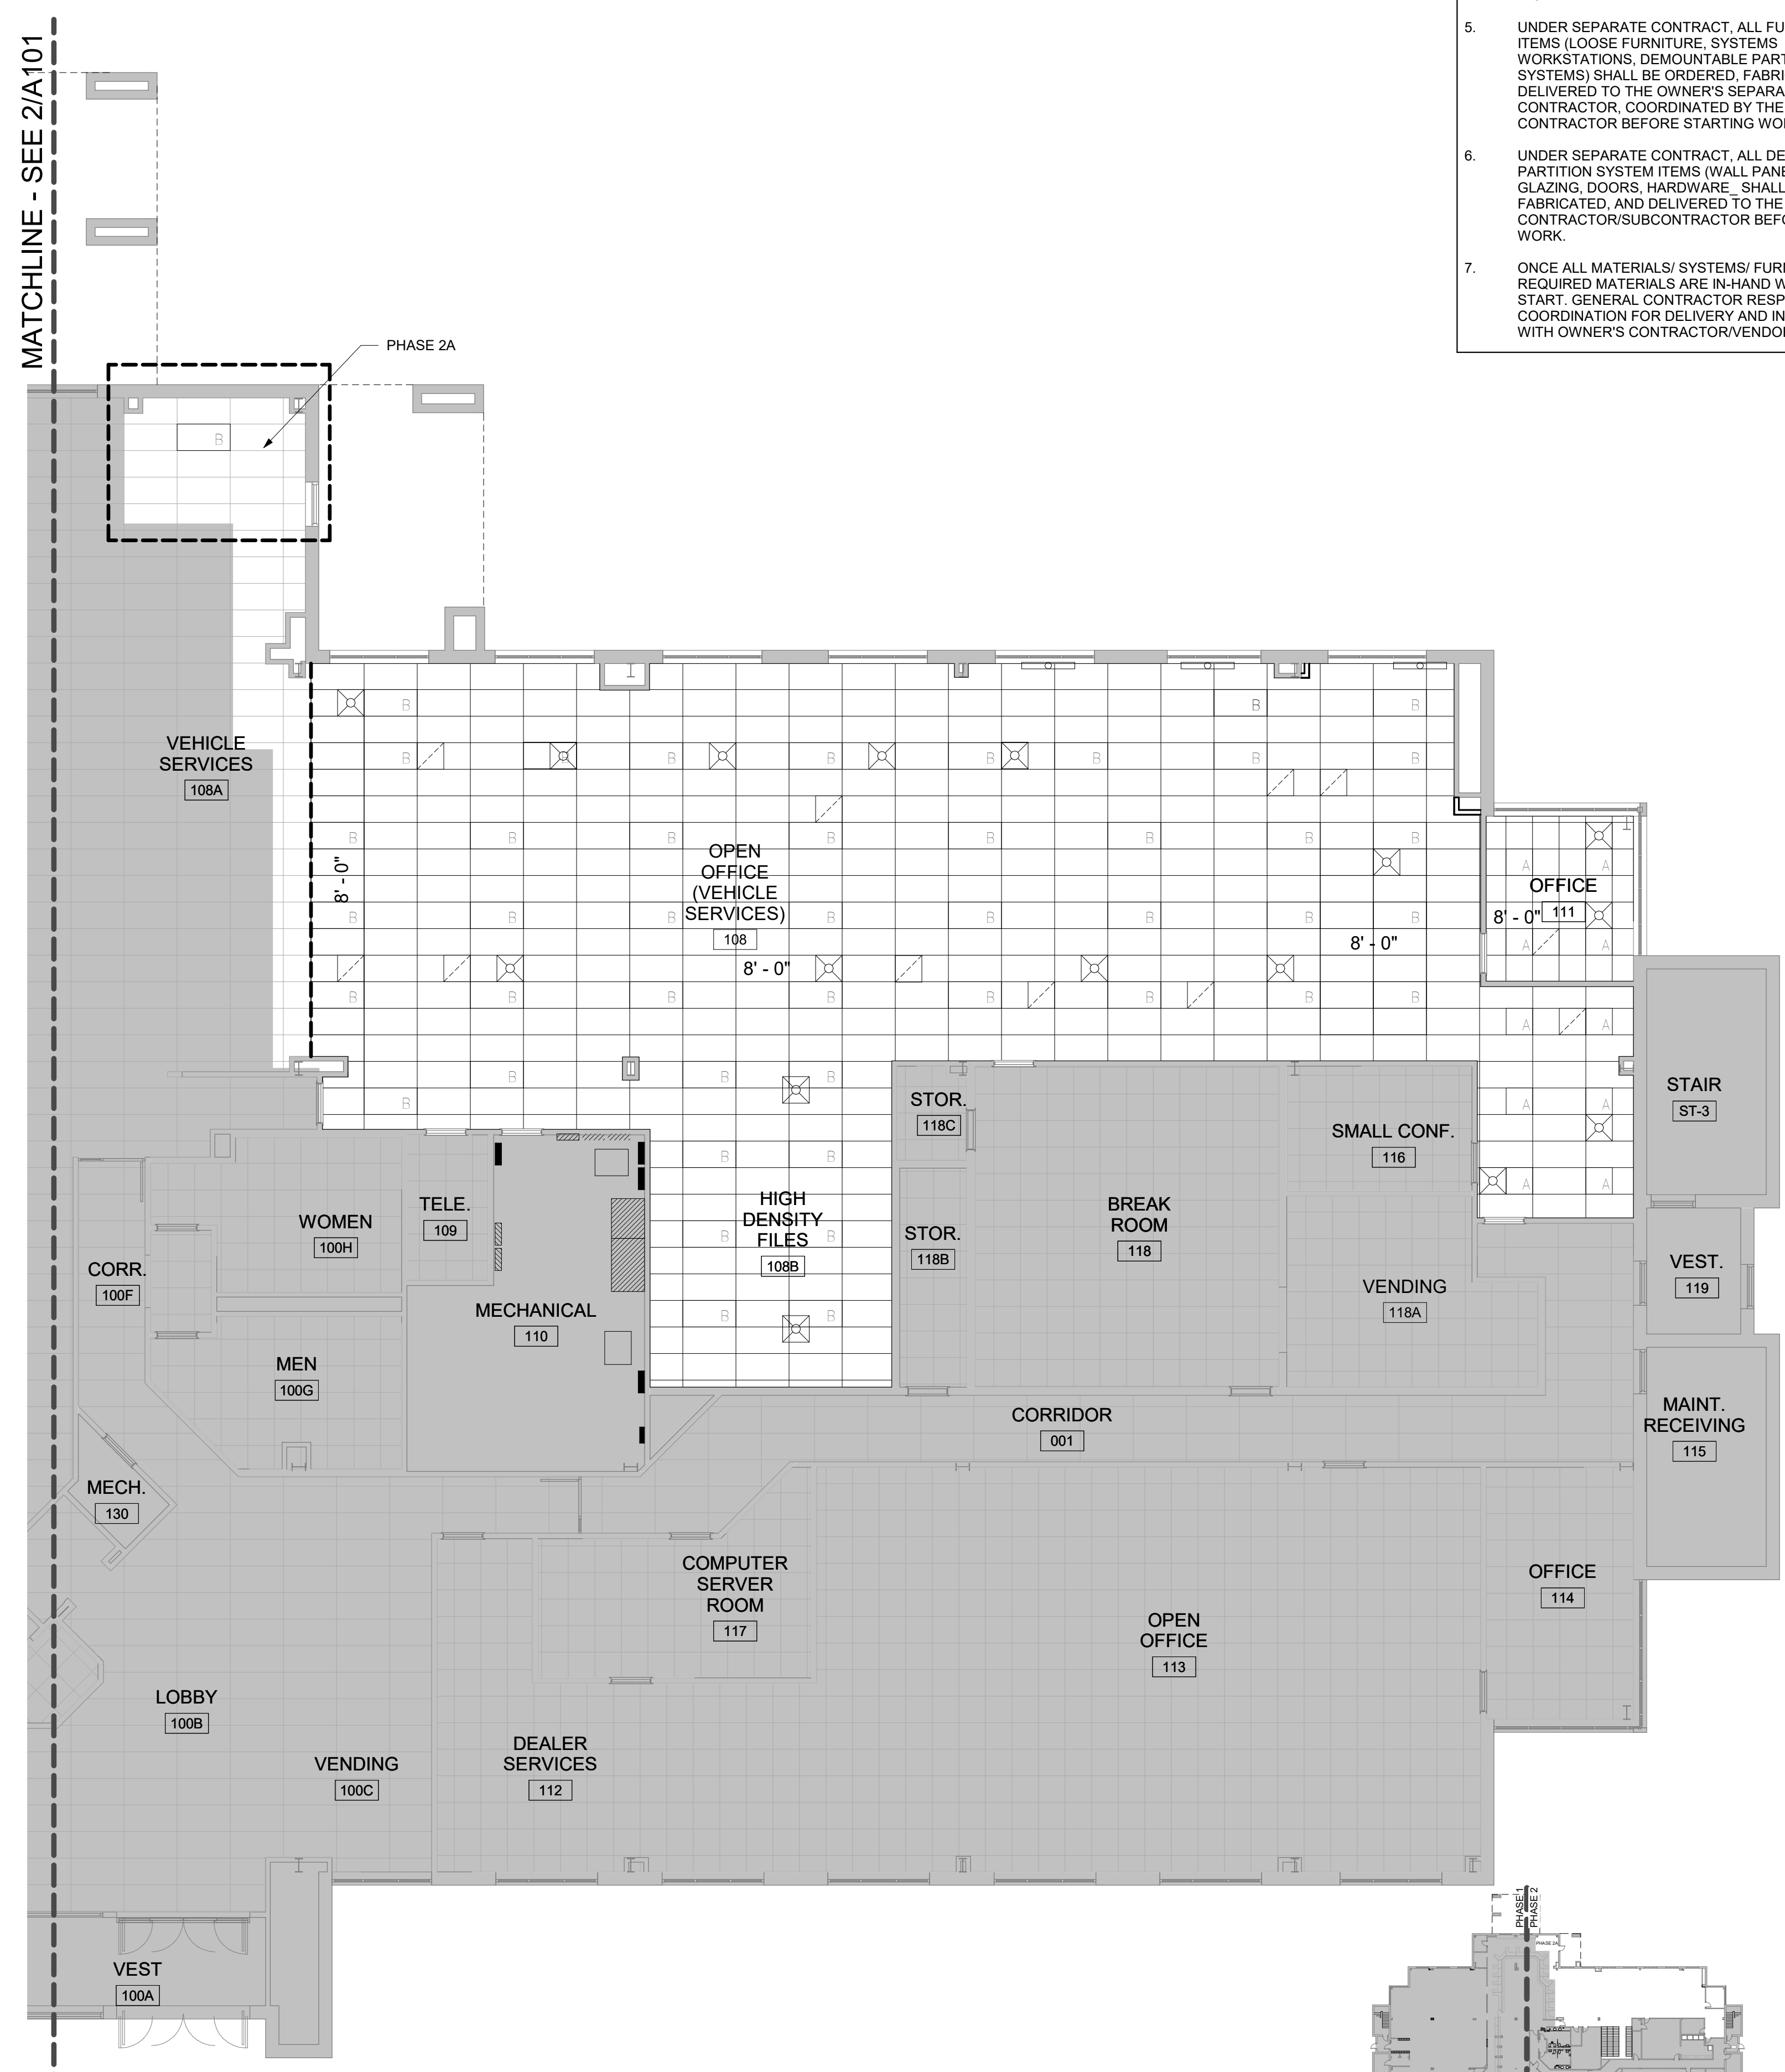 5. UNDER SEPARATE CONTRACT, ALL FU
ITEMS (LOOSE FURNITURE, SYSTEMS
WORKSTATIONS, DEMOUNTABLE PART
SYSTEMS) SHALL BE ORDERED, FABRI
DELIVERED TO THE OWNER'S SEPARA
CONTRACTOR, COORDINATED BY THE
CONTRACTOR BEFORE STARTING WO
6. UNDER SEPARATE CONTRACT, ALL DE
PARTITION SYSTEM ITEMS (WALL PANE
GLAZING, DOORS, HARDWARE_ SHALL
FABRICATED, AND DELIVERED TO THE
CONTRACTOR/SUBCONTRACTOR BEFO
WORK.
7. ONCE ALL MATERIALS/ SYSTEMS/ FUR
REQUIRED MATERIALS ARE IN-HAND W
START. GENERAL CONTRACTOR RESP
COORDINATION FOR DELIVERY AND IN
WITH OWNER'S CONTRACTOR/VENDO
MATCHLINE - SEE 2/A101
PHASE 2A
B
B B B
B B B B B B B
VEHICLE
SERVICES
108A
B B B B B B B B
8' - 0"
OPEN
OFFICE
(VEHICLE
SERVICES)
108
A A
OFFICE
111
8' - 0"
B B B B B B B B
A A
8' - 0"
8' - 0"
B B B B B B B B
A A
B B B
B
A A
STAIR
ST-3
STOR.
118C
SMALL CONF.
116
B B
A A
HIGH
DENSITY
FILES
108B
B B
B B
TELE.
109
WOMEN
100H
STOR.
118B
BREAK
ROOM
118
CORR.
100F
VEST.
119
MECHANICAL
110
VENDING
118A
MEN
100G
CORRIDOR
001
MAINT.
RECEIVING
115
MECH.
130
COMPUTER
SERVER
ROOM
117
OFFICE
114
OPEN
OFFICE
113
LOBBY
100B
DEALER
SERVICES
112
VENDING
100C
VEST
100A
PHASE 1
PHASE 2
PHASE 2A